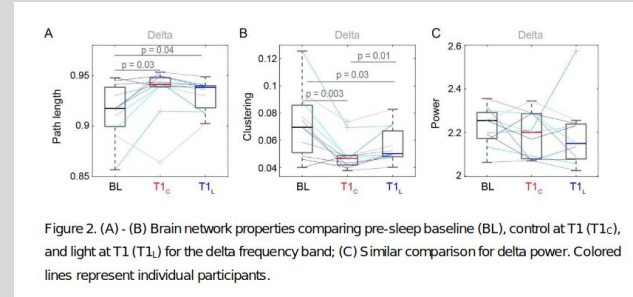 A
Delta
p = 0.04
p = 0.03
0.95
0.9
0.85
Path length
BL
T1C
T1L
B
Delta
p = 0.01
p = 0.03
p = 0.003
0.12
0.10
0.08
0.06
0.04
Clustering
BL
T1C
T1L
C
Delta
2.6
2.4
2.2
2
Power
BL
T1C
T1L
Figure 2. (A) - (B) Brain network properties comparing pre-sleep baseline (BL), control at T1 (T1C),
and light at T1 (T1L) for the delta frequency band; (C) Similar comparison for delta power. Colored
lines represent individual participants.